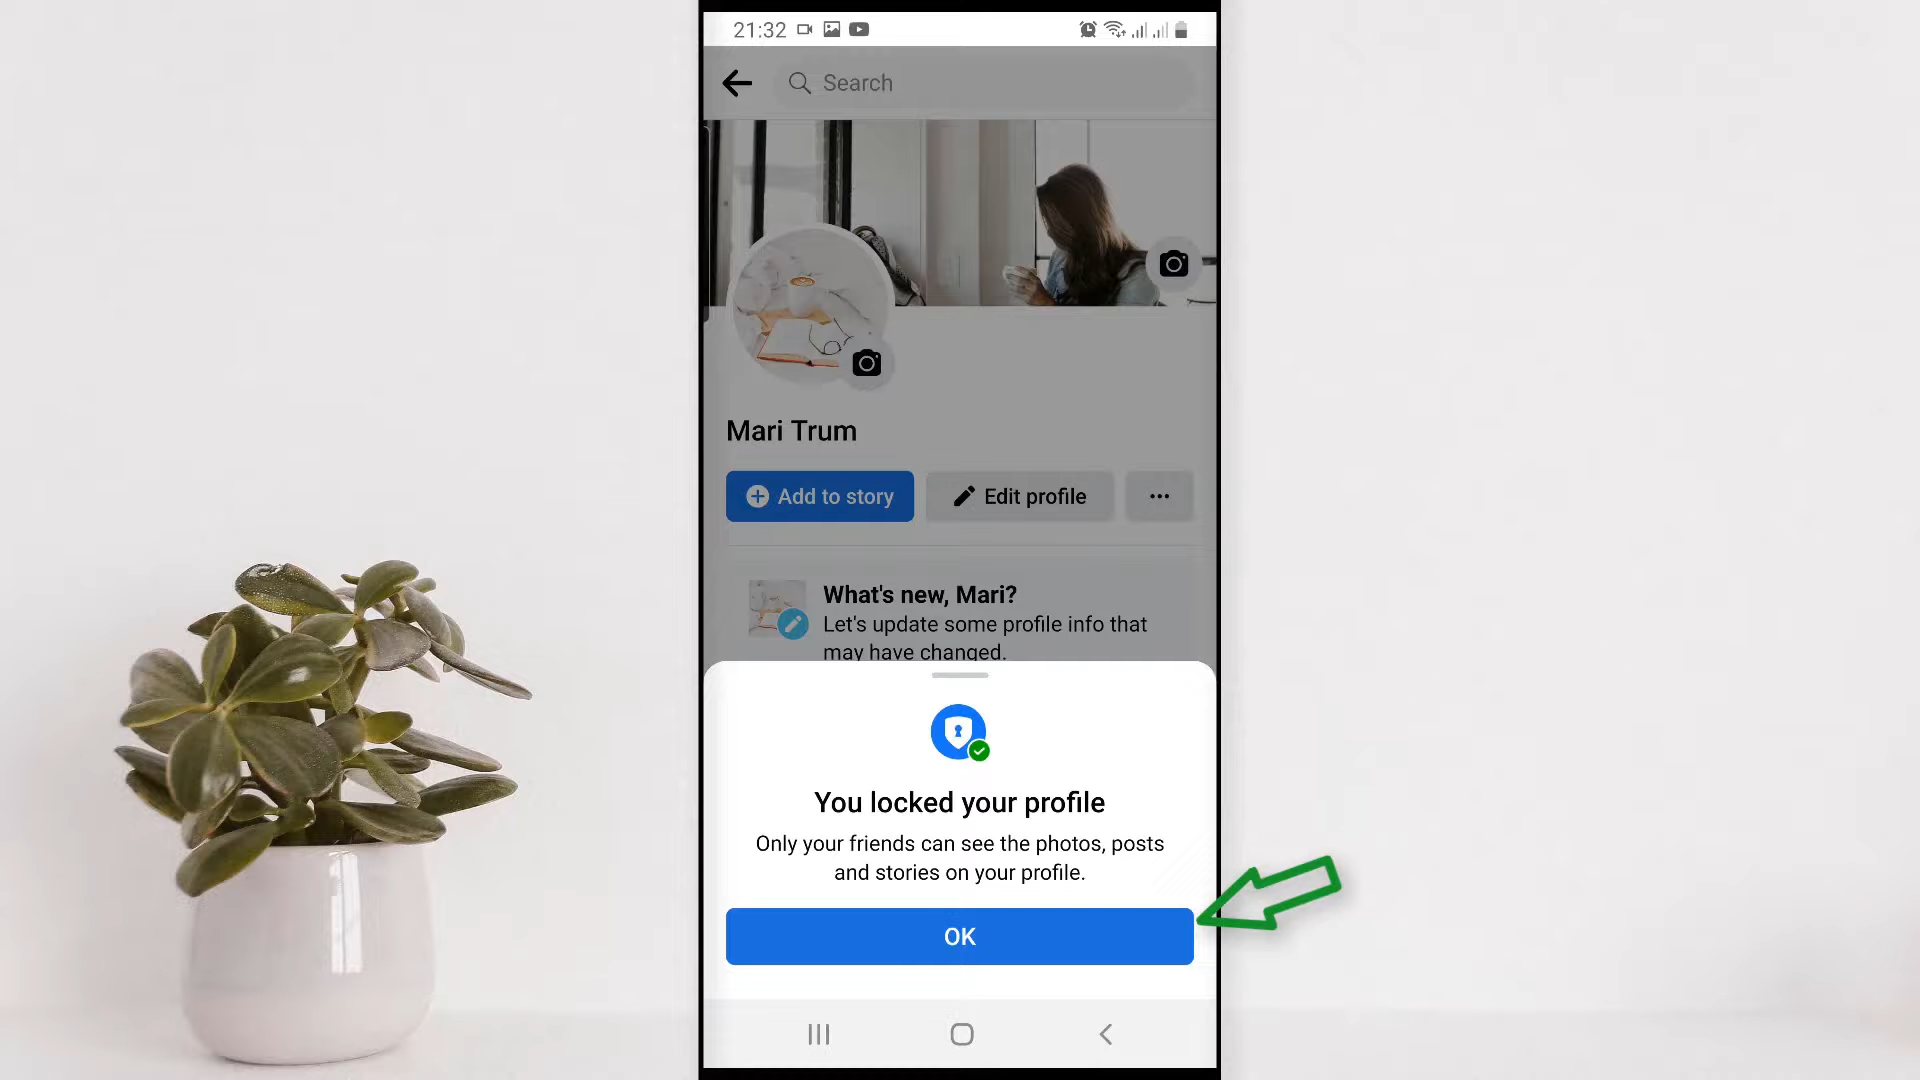 21:32
Search
Mari Trum
Add to story
Edit profile
What's new, Mari?
Let's update some profile info that
may have changed.
You locked your profile
Only your friends can see the photos, posts
and stories on your profile.
OK